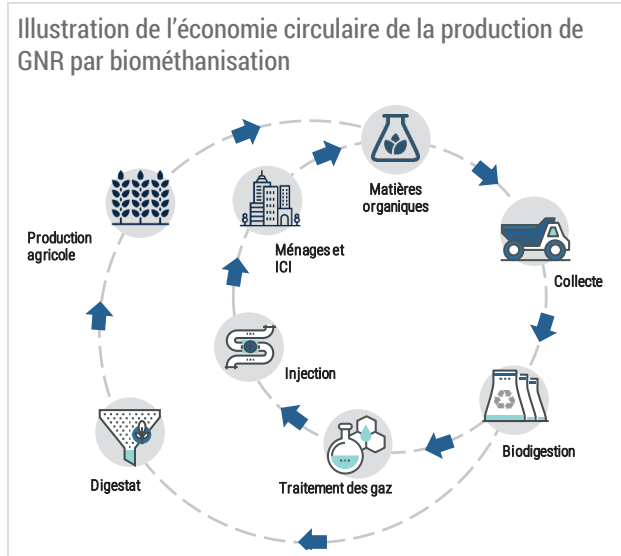 Illustration de l’économie circulaire de la production de
GNR par biométhanisation
Matières
organiques
Production
agricole
Ménages et
ICI
Collecte
Injection
Biodigestion
Digestat
Traitement des gaz